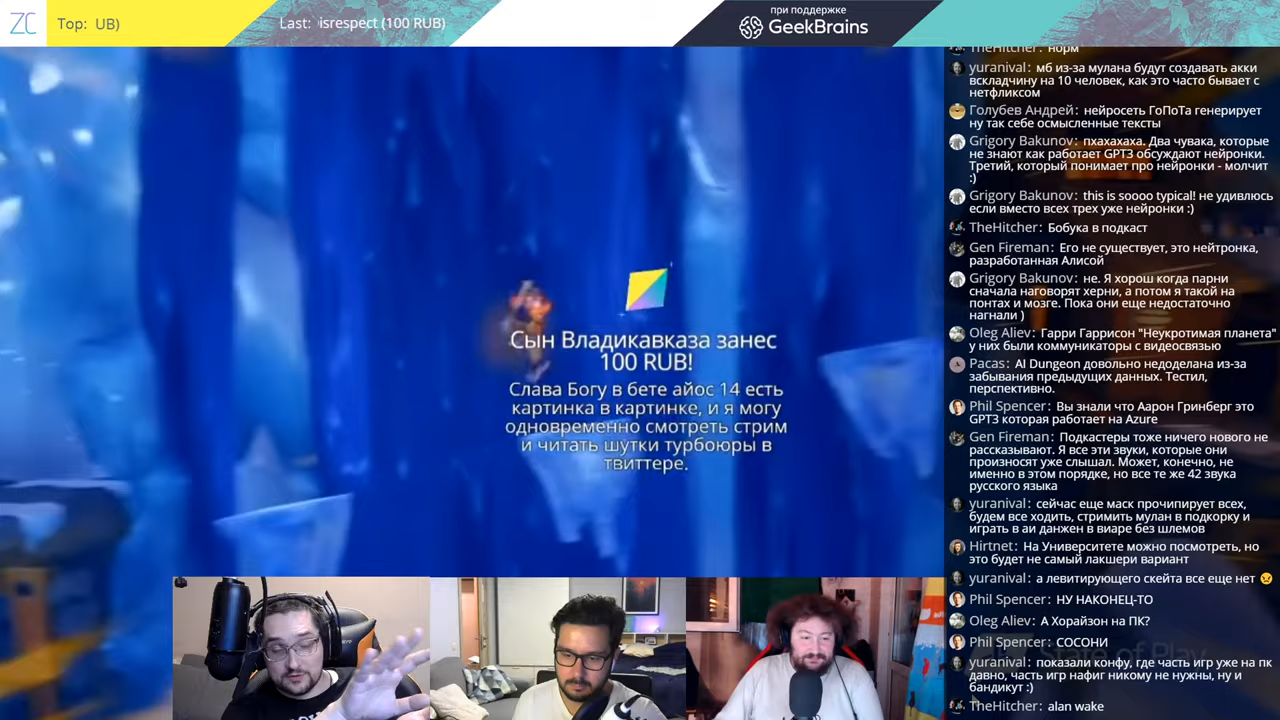 ZC
Top: UB)
Last: isrespect (100 RUB)
при поддержке
GeekBrains
Сын Владикавказа занес
100 RUB!
Слава Богу в бете айос 14 есть
картинка в картинке, и я могу
одновременно смотреть стрим
и читать шутки турбоюры в
твиттере.
TheHitcher: норм
yuranival: мб из-за мулана будут создавать акки
вскладчину на 10 человек, как это часто бывает с
нетфликсом
Голубев Андрей: нейросеть ГоПоТа генерирует
ну так себе осмысленные тексты
Grigory Bakunov: пхахахаха. Два чувака, которые
не знают как работает GPT3 обсуждают нейронки.
Третий, который понимает про нейронки - молчит
:)
Grigory Bakunov: this is soooo typical! не удивлюсь
если вместо всех трех уже нейронки :)
TheHitcher: Бобука в подкаст
Gen Fireman: Его не существует, это нейтронка,
разработанная Алисой
Grigory Bakunov: не. Я хорош когда парни
сначала наговорят херни, а потом я такой на
понтах и мозге. Пока они еще недостаточно
нагнали )
Oleg Aliev: Гарри Гаррисон "Неукротимая планета"
у них были коммуникаторы с видеосвязью
Pacas: AI Dungeon довольно недоделана из-за
забывания предыдущих данных. Тестил,
перспективно.
Phil Spencer: Вы знали что Аарон Гринберг это
GPT3 которая работает на Azure
Gen Fireman: Подкастеры тоже ничего нового не
рассказывают. Я все эти звуки, которые они
произносят уже слышал. Может, конечно, не
именно в этом порядке, но все те же 42 звука
русского языка
yuranival: сейчас еще маск прочипирует всех,
будем все ходить, стримить мулан в подкорку и
играть в аи данжен в виаре без шлемов
Hirtnet: На Университете можно посмотреть, но
это будет не самый лакшери вариант
yuranival: а левитирующего скейта все еще нет 😟
Phil Spencer: НУ НАКОНЕЦ-ТО
Oleg Aliev: А Хорайзон на ПК?
Phil Spencer: СОСОНИ
State of Play
yuranival: показали конфу, где часть игр уже на пк
давно, часть игр нафиг никому не нужны, ну и
бандикут :)
TheHitcher: alan wake